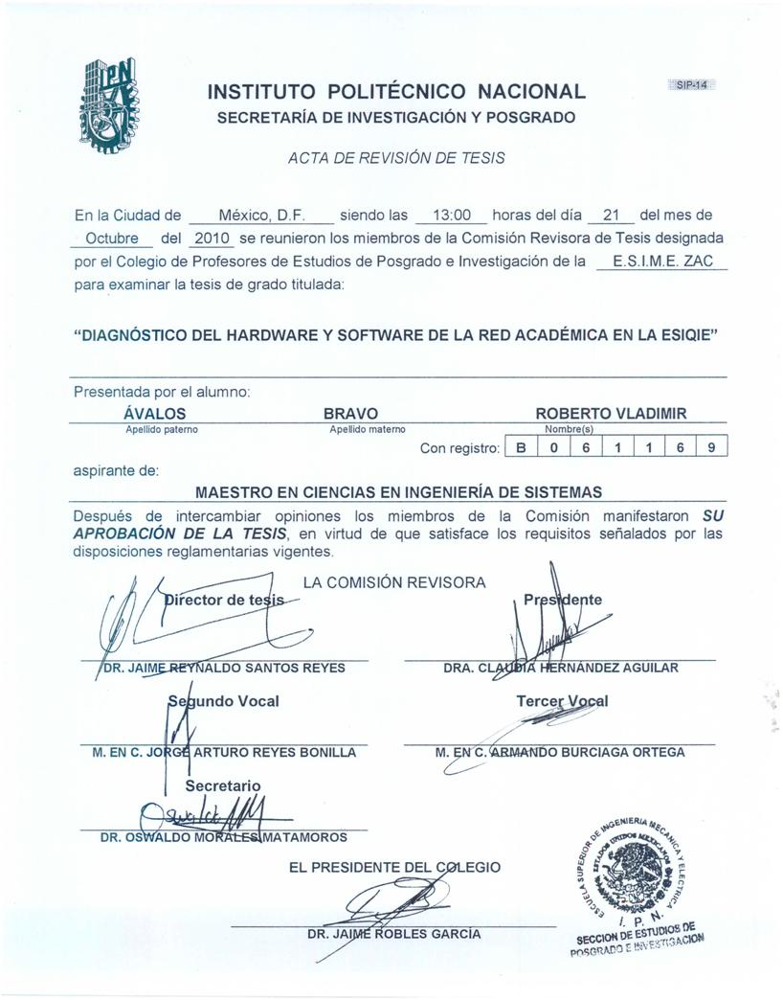 IPN
INSTITUTO POLITÉCNICO NACIONAL
SIP-14
SECRETARÍA DE INVESTIGACIÓN Y POSGRADO
ACTA DE REVISIÓN DE TESIS
En la Ciudad de México, D.F. siendo las 13:00 horas del día 21 del mes de
Octubre del 2010 se reunieron los miembros de la Comisión Revisora de Tesis designada
por el Colegio de Profesores de Estudios de Posgrado e Investigación de la E.S.I.M.E. ZAC
para examinar la tesis de grado titulada:
“DIAGNÓSTICO DEL HARDWARE Y SOFTWARE DE LA RED ACADÉMICA EN LA ESIQIE”
Presentada por el alumno:
ÁVALOS BRAVO ROBERTO VLADIMIR
Apellido paterno Apellido materno Nombre(s)
Con registro: B 0 6 1 1 6 9
aspirante de:
MAESTRO EN CIENCIAS EN INGENIERÍA DE SISTEMAS
Después de intercambiar opiniones los miembros de la Comisión manifestaron SU
APROBACIÓN DE LA TESIS, en virtud de que satisface los requisitos señalados por las
disposiciones reglamentarias vigentes.
LA COMISIÓN REVISORA
Director de tesis Presidente
DR. JAIME REYNALDO SANTOS REYES DRA. CLAUDIA HERNÁNDEZ AGUILAR
Segundo Vocal Tercer Vocal
M. EN C. JORGE ARTURO REYES BONILLA M. EN C. ARMANDO BURCIAGA ORTEGA
Secretario
DR. OSWALDO MORALES MATAMOROS
EL PRESIDENTE DEL COLEGIO
DR. JAIME ROBLES GARCÍA
ESCUELA SUPERIOR DE INGENIERIA MECANICA Y ELECTRICA
ESTADOS UNIDOS MEXICANOS
I. P. N.
SECCION DE ESTUDIOS DE
POSGRADO E INVESTIGACION